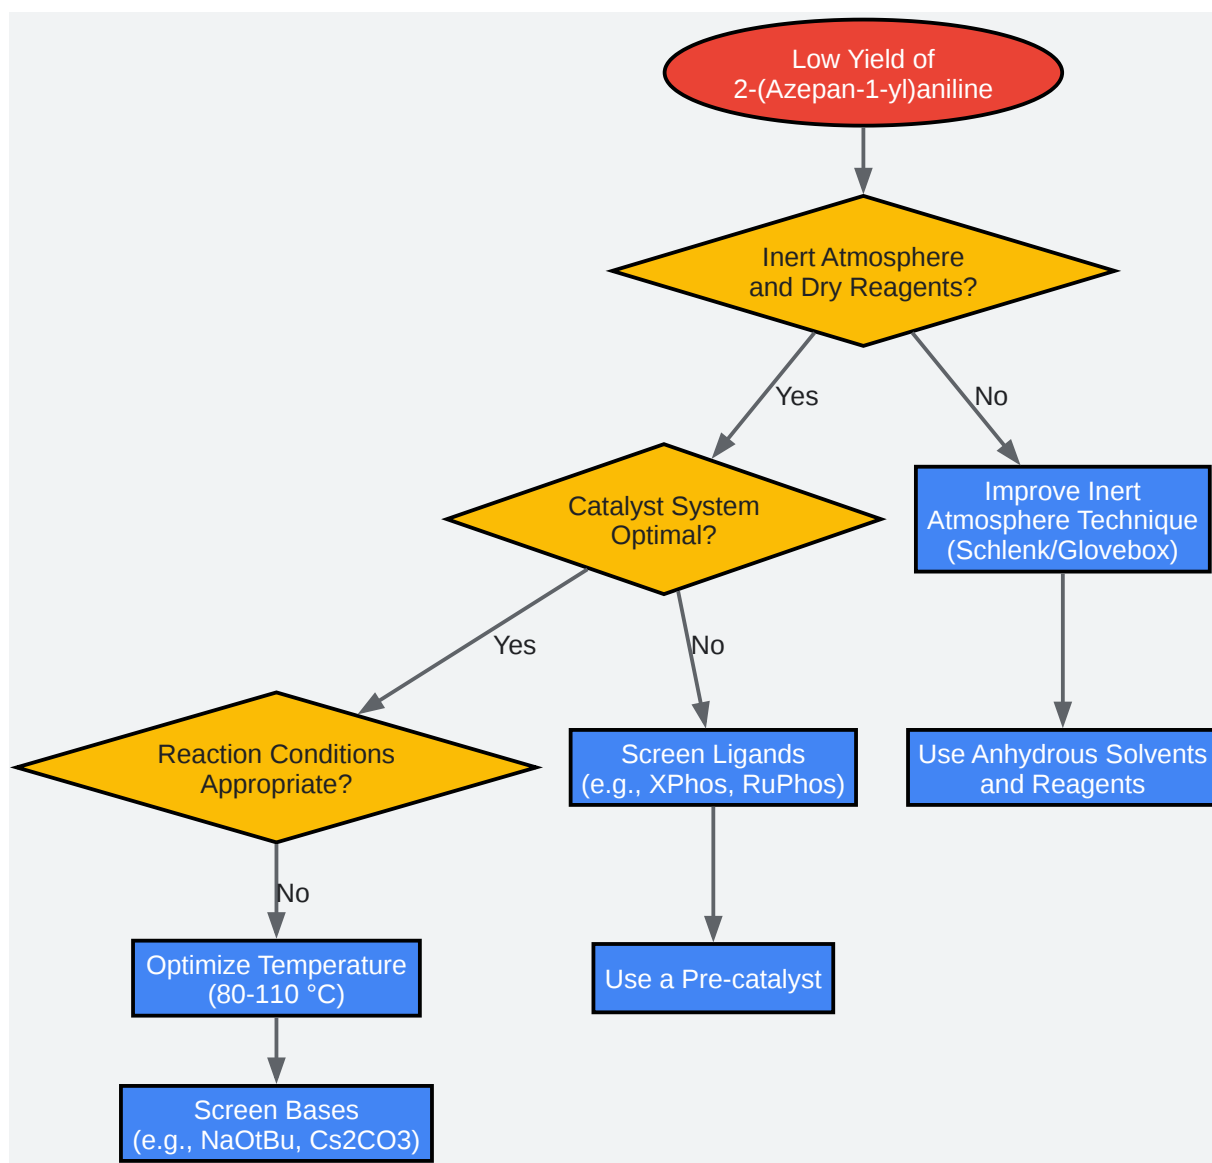 Low Yield of
2-(Azepan-1-yl)aniline
Inert Atmosphere
and Dry Reagents?
Yes
No
Catalyst System
Optimal?
Improve Inert
Atmosphere Technique
(Schlenk/Glovebox)
Yes
No
Reaction Conditions
Appropriate?
Screen Ligands
(e.g., XPhos, RuPhos)
Use Anhydrous Solvents
and Reagents
No
Optimize Temperature
(80-110 °C)
Use a Pre-catalyst
Screen Bases
(e.g., NaOtBu, Cs2CO3)